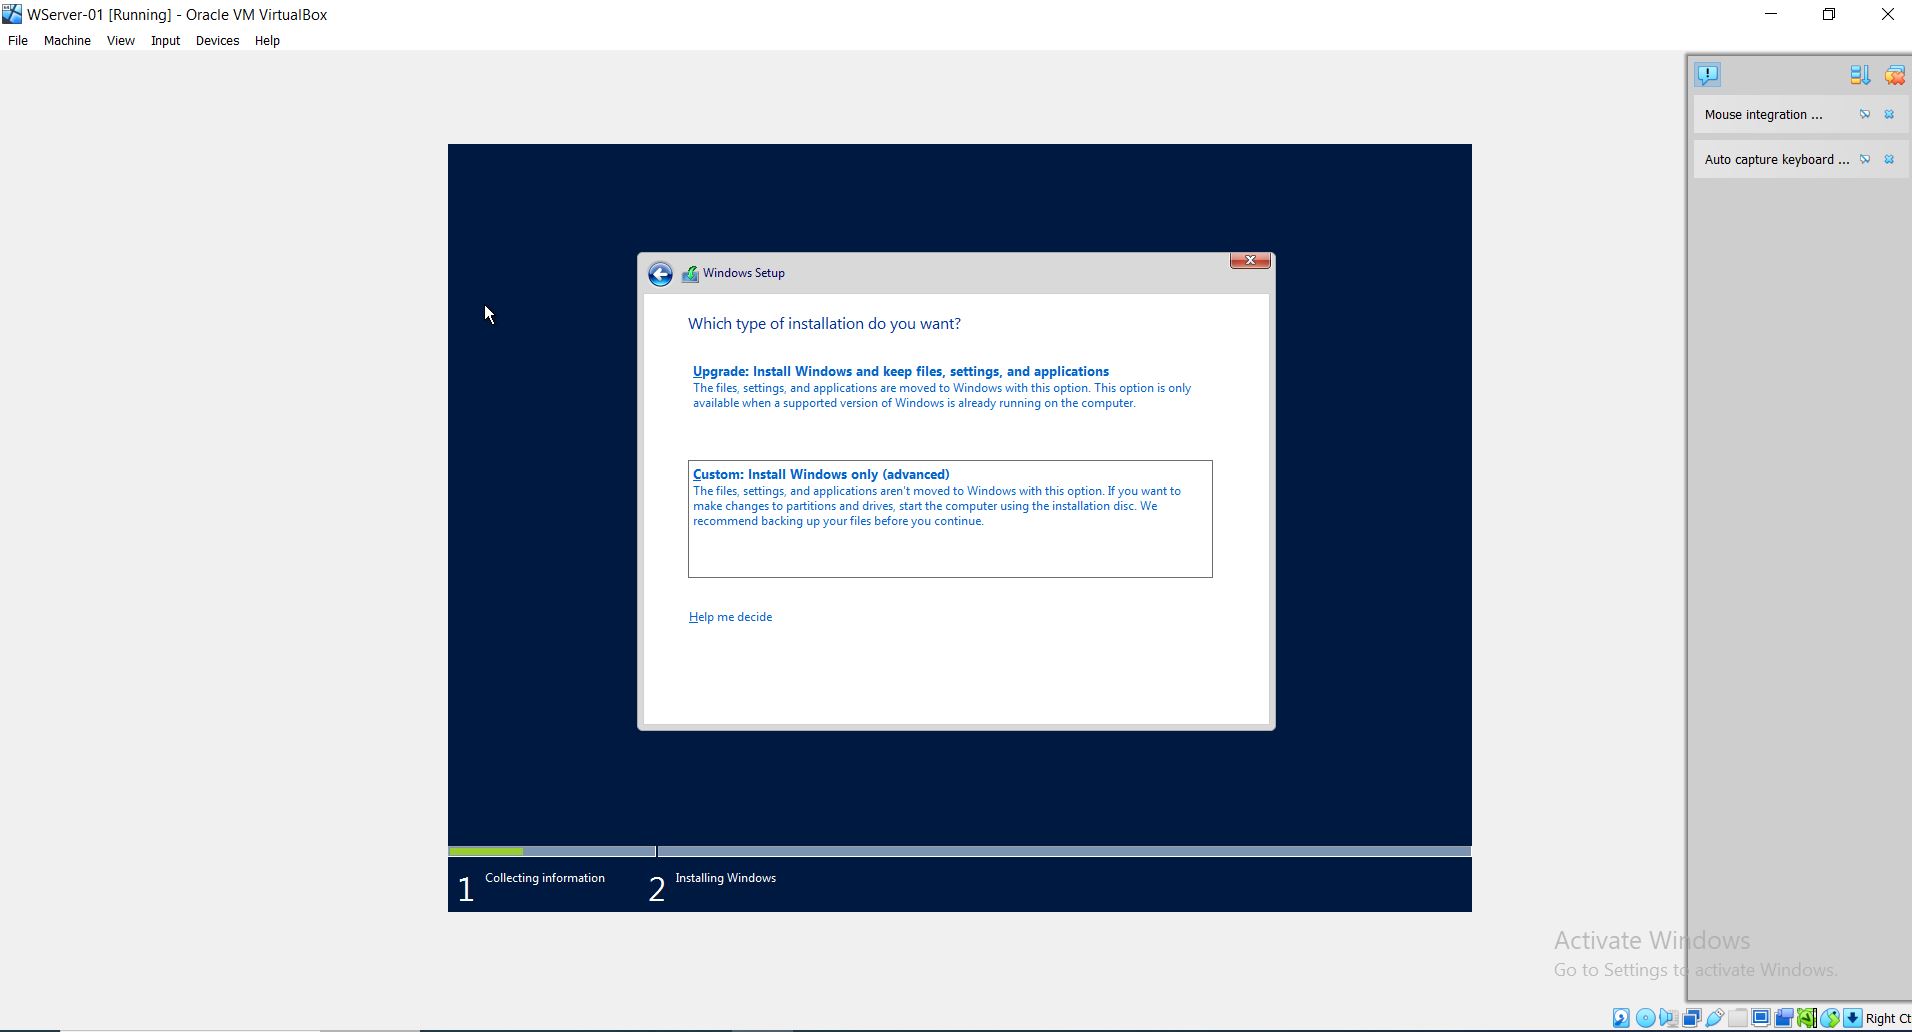 WServer-01 [Running] - Oracle VM VirtualBox
File Machine View Input Devices Help
Mouse integration ...
Auto capture keyboard ...
Windows Setup
Which type of installation do you want?
Upgrade: Install Windows and keep files, settings, and applications
The files, settings, and applications are moved to Windows with this option. This option is only
available when a supported version of Windows is already running on the computer.
Custom: Install Windows only (advanced)
The files, settings, and applications aren't moved to Windows with this option. If you want to
make changes to partitions and drives, start the computer using the installation disc. We
recommend backing up your files before you continue.
Help me decide
1 Collecting information 2 Installing Windows
Activate Windows
Go to Settings to activate Windows.
Right Ct